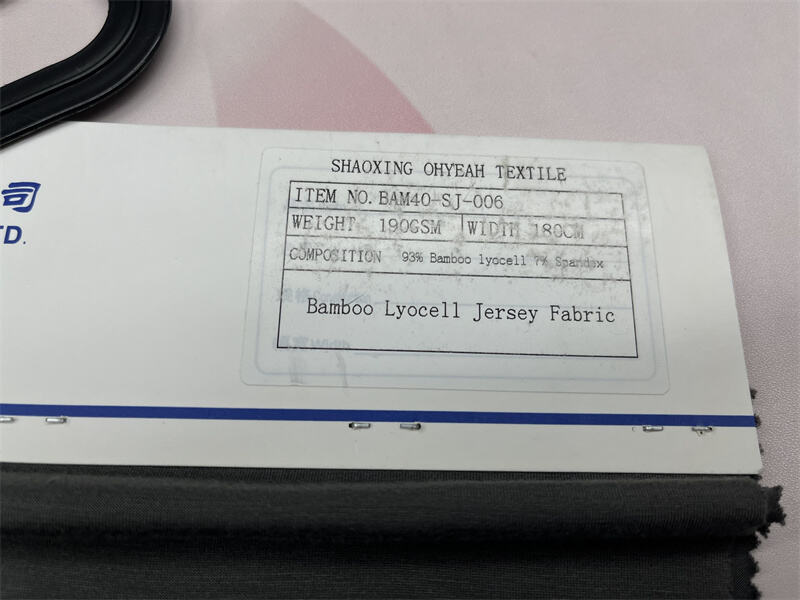 司
TD.
SHAOXING OHYEAH TEXTILE
ITEM NO. BAM40-SJ-006
WEIGHT 190GSM WIDTH 180CM
COMPOSITION 93% Bamboo lyocell 7% Spandex
Bamboo Lyocell Jersey Fabric